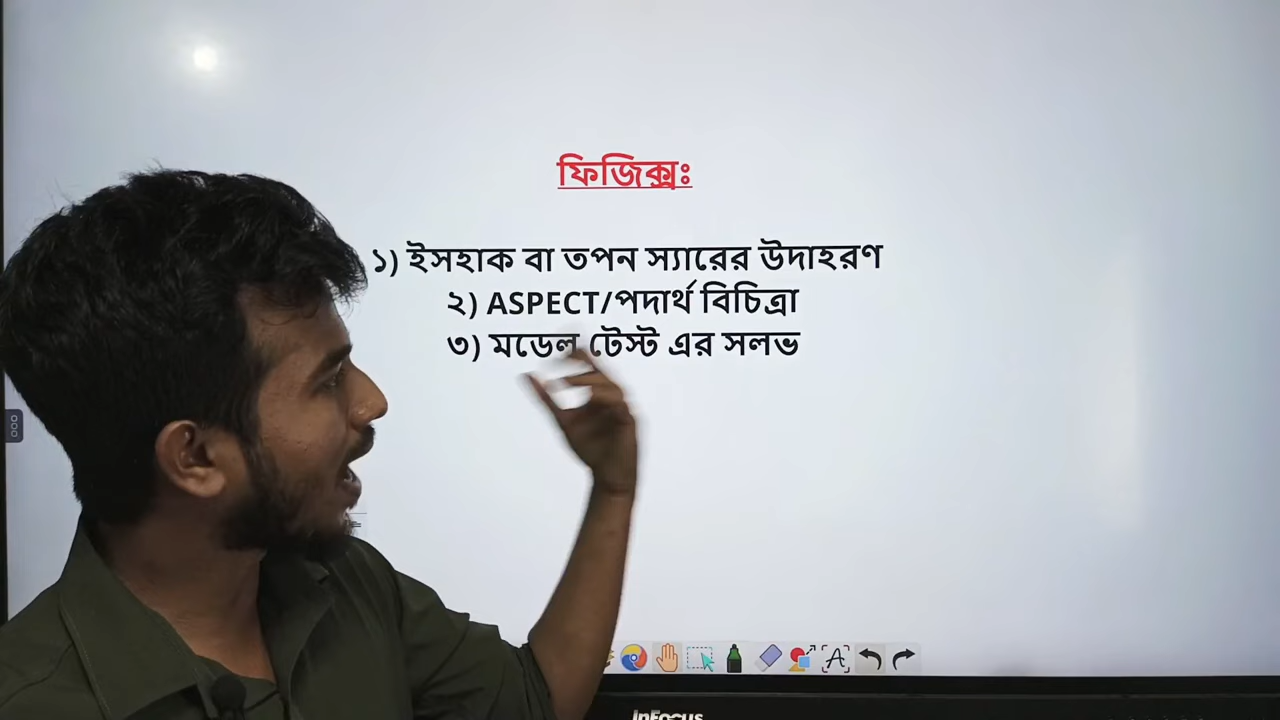 ফিজিক্সঃ
১) ইসহাক বা তপন স্যারের উদাহরণ
২) ASPECT/পদার্থ বিচিত্রা
৩) মডেল টেস্ট এর সলভ
InFocus